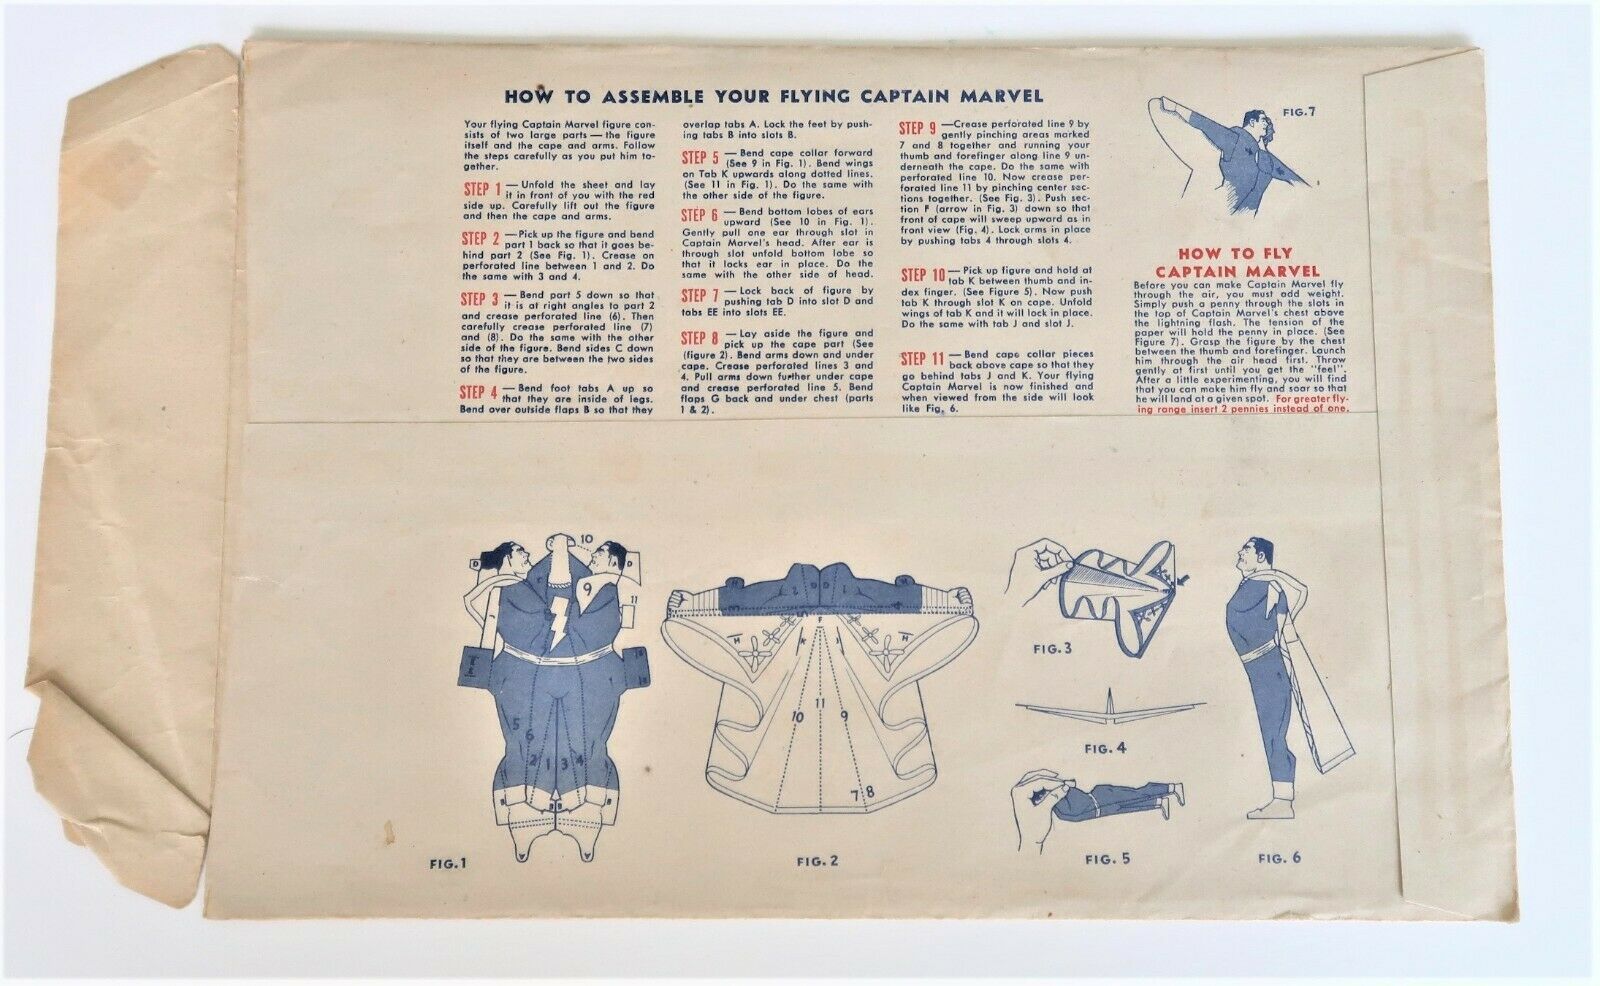 HOW TO ASSEMBLE YOUR FLYING CAPTAIN MARVEL
Your flying Captain Marvel figure con-
sists of two large parts — the figure
itself and the cape and arms. Follow
the steps carefully as you put him to-
gether.
STEP 1 — Unfold the sheet and lay
it in front of you with the red
side up. Carefully lift out the figure
and then the cape and arms.
STEP 2 —Pick up the figure and bend
part 1 back so that it goes be-
hind part 2 (See Fig. 1). Crease on
perforated line between 1 and 2. Do
the same with 3 and 4.
STEP 3 — Bend part 5 down so that
it is at right angles to part 2
and crease perforated line (6). Then
carefully crease perforated line (7)
and (8). Do the same with the other
side of the figure. Bend sides C down
so that they are between the two sides
of the figure.
STEP 4 —Bend foot tabs A up so
that they are inside of legs.
Bend over outside flaps B so that they
overlap tabs A. Lock the feet by push-
ing tabs B into slots B.
STEP 5 — Bend cape collar forward
(See 9 in Fig. 1). Bend wings
on Tab K upwards along dotted lines.
(See 11 in Fig. 1). Do the same with
the other side of the figure.
STEP 6 — Bend bottom lobes of ears
upward (See 10 in Fig. 1).
Gently pull one ear through slot in
Captain Marvel's head. After ear is
through slot unfold bottom lobe so
that it locks ear in place. Do the
same with the other side of head.
STEP 7 — Lock back of figure by
pushing tab D into slot D and
tabs EE into slots EE.
STEP 8 — Lay aside the figure and
pick up the cape part (See
(figure 2). Bend arms down and under
cape. Crease perforated lines 3 and
4. Pull arms down further under cape
and crease perforated line 5. Bend
flaps G back and under chest (parts
1 & 2).
STEP 9 —Crease perforated line 9 by
gently pinching areas marked
7 and 8 together and running your
thumb and forefinger along line 9 un-
derneath the cape. Do the same with
perforated line 10. Now crease per-
forated line 11 by pinching center sec-
tions together. (See Fig. 3). Push sec-
tion F (arrow in Fig. 3) down so that
front of cape will sweep upward as in
front view (Fig. 4). Lock arms in place
by pushing tabs 4 through slots 4.
STEP 10 — Pick up figure and hold at
tab K between thumb and in-
dex finger. (See Figure 5). Now push
tab K through slot K on cape. Unfold
wings of tab K and it will lock in place.
Do the same with tab J and slot J.
STEP 11 — Bend cape collar pieces
back above cape so that they
go behind tabs J and K. Your flying
Captain Marvel is now finished and
when viewed from the side will look
like Fig. 6.
FIG. 7
HOW TO FLY
CAPTAIN MARVEL
Before you can make Captain Marvel fly
through the air, you must add weight.
Simply push a penny through the slots in
the top of Captain Marvel's chest above
the lightning flash. The tension of the
paper will hold the penny in place. (See
Figure 7). Grasp the figure by the chest
between the thumb and forefinger. Launch
him through the air head first. Throw
gently at first until you get the "feel".
After a little experimenting, you will find
that you can make him fly and soar so that
he will land at a given spot. For greater fly-
ing range insert 2 pennies instead of one.
10
D
D
C
9
11
5
6
2 1 3 4
B B
A A
FIG. 1
H H
2 D D 1
F
H K J H
10 11 9
7 8
FIG. 2
FIG. 3
FIG. 4
FIG. 5
FIG. 6